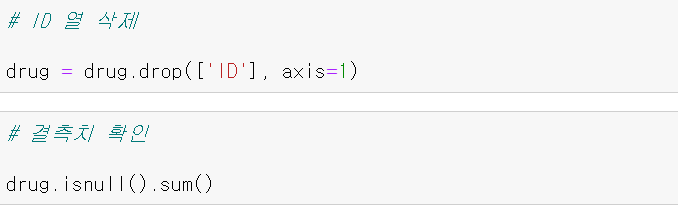 # ID 열 삭제
drug = drug.drop(['ID'], axis=1)
# 결측치 확인
drug.isnull().sum()